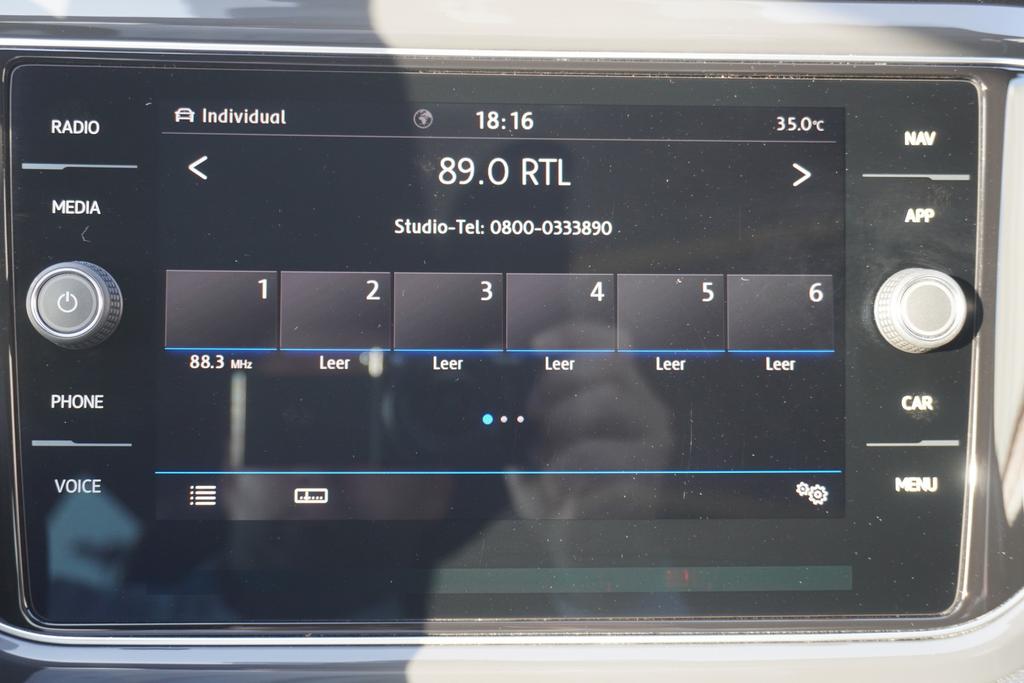 RADIO
MEDIA
PHONE
VOICE
Individual
18:16
35.0°C
< 89.0 RTL >
Studio-Tel: 0800-0333890
1 2 3 4 5 6
88.3 MHz Leer Leer Leer Leer Leer
NAV
APP
CAR
MENU